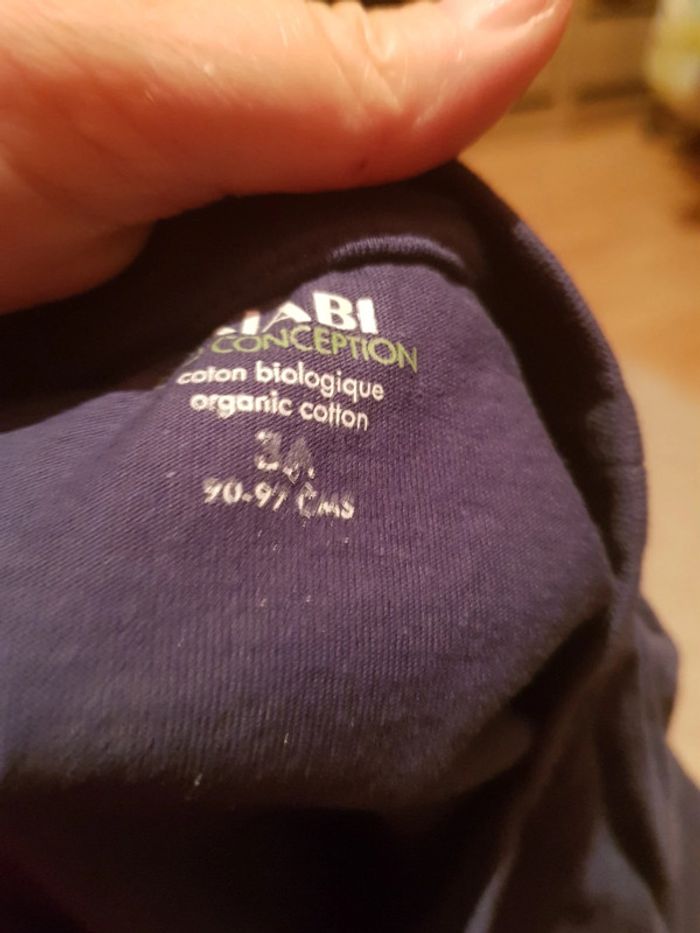 IABI
CONCEPTION
coton biologique
organic cotton
3A
90-97 CMS